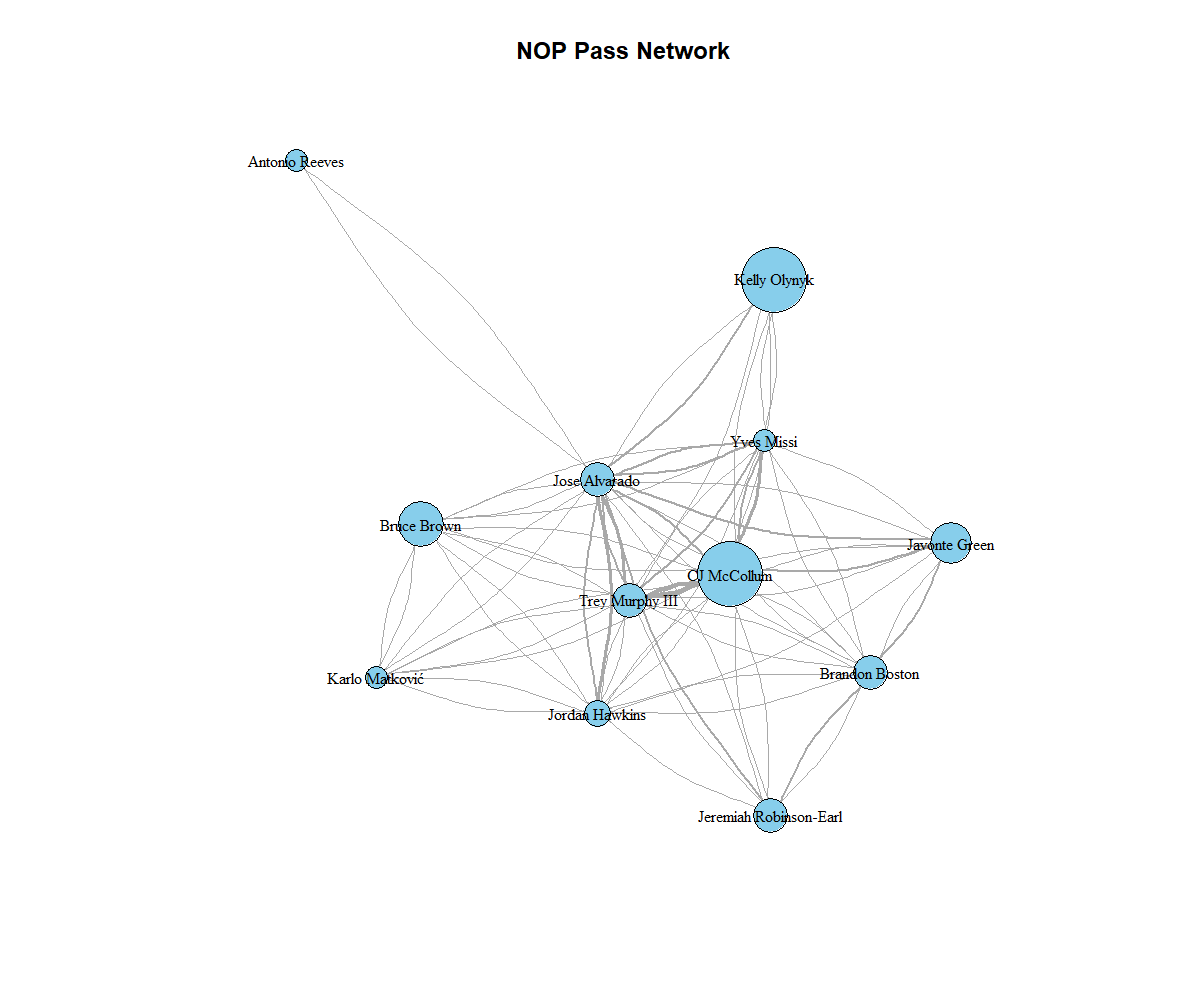 NOP Pass Network
Antonio Reeves
Kelly Olynyk
Yves Missi
Jose Alvarado
Bruce Brown
Javonte Green
CJ McCollum
Trey Murphy III
Brandon Boston
Karlo Matković
Jordan Hawkins
Jeremiah Robinson-Earl